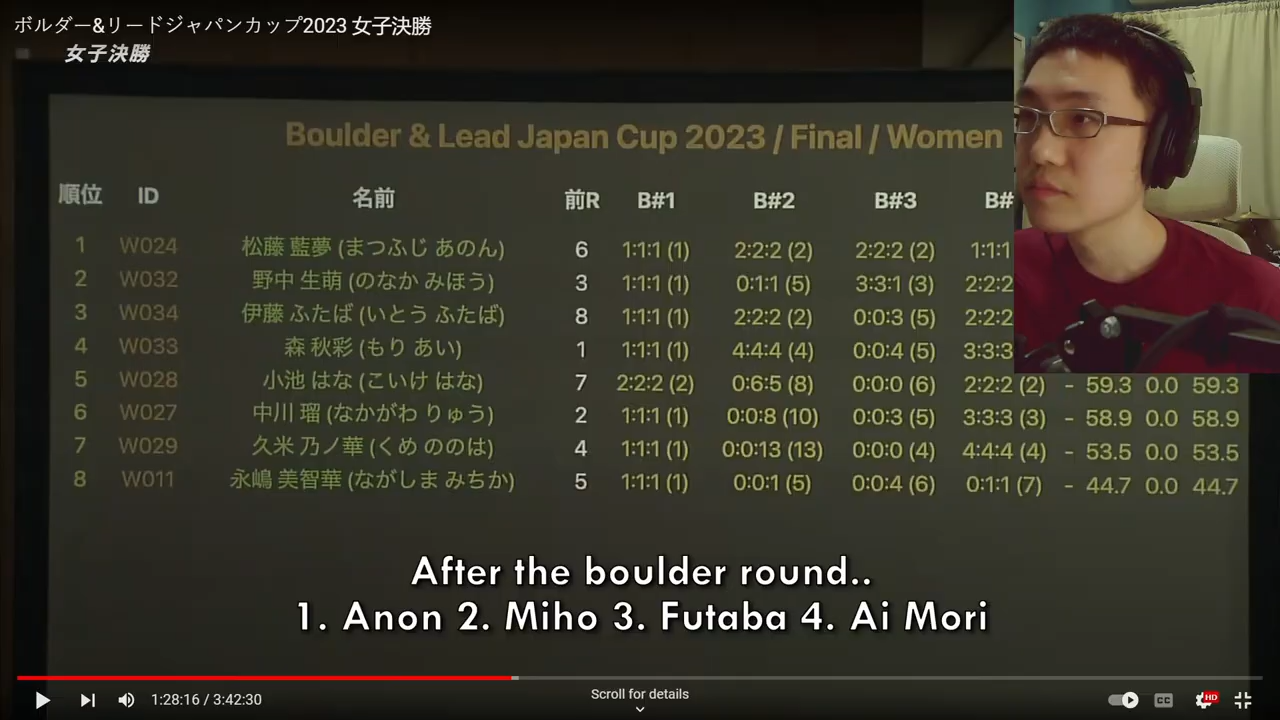 ボルダー&リードジャパンカップ2023 女子決勝
女子決勝
Boulder & Lead Japan Cup 2023 / Final / Women
順位 ID 名前 前R B#1 B#2 B#3 B#
1 W024 松藤 藍夢 (まつふじ あのん) 6 1:1:1 (1) 2:2:2 (2) 2:2:2 (2) 1:1:1
2 W032 野中 生萌 (のなか みほう) 3 1:1:1 (1) 0:1:1 (5) 3:3:1 (3) 2:2:2
3 W034 伊藤 ふたば (いとう ふたば) 8 1:1:1 (1) 2:2:2 (2) 0:0:3 (5) 2:2:2
4 W033 森 秋彩 (もり あい) 1 1:1:1 (1) 4:4:4 (4) 0:0:4 (5) 3:3:3
5 W028 小池 はな (こいけ はな) 7 2:2:2 (2) 0:6:5 (8) 0:0:0 (6) 2:2:2 (2) - 59.3 0.0 59.3
6 W027 中川 瑠 (なかがわ りゅう) 2 1:1:1 (1) 0:0:8 (10) 0:0:3 (5) 3:3:3 (3) - 58.9 0.0 58.9
7 W029 久米 乃ノ華 (くめ ののは) 4 1:1:1 (1) 0:0:13 (13) 0:0:0 (4) 4:4:4 (4) - 53.5 0.0 53.5
8 W011 永嶋 美智華 (ながしま みちか) 5 1:1:1 (1) 0:0:1 (5) 0:0:4 (6) 0:1:1 (7) - 44.7 0.0 44.7
After the boulder round..
1. Anon 2. Miho 3. Futaba 4. Ai Mori
1:28:16 / 3:42:30
Scroll for details
CC
HD